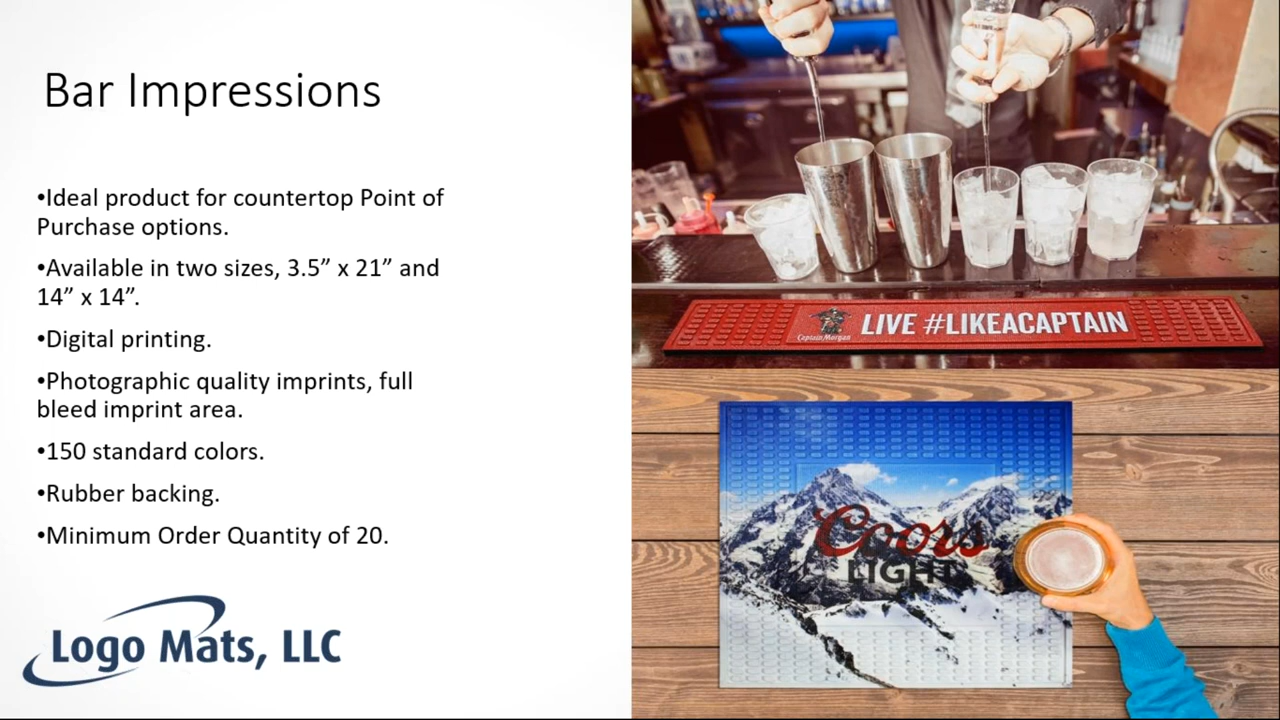 Bar Impressions
•Ideal product for countertop Point of
Purchase options.
•Available in two sizes, 3.5” x 21” and
14” x 14”.
•Digital printing.
•Photographic quality imprints, full
bleed imprint area.
•150 standard colors.
•Rubber backing.
•Minimum Order Quantity of 20.
Logo Mats, LLC
Captain Morgan
LIVE #LIKEACAPTAIN
Coors
LIGHT